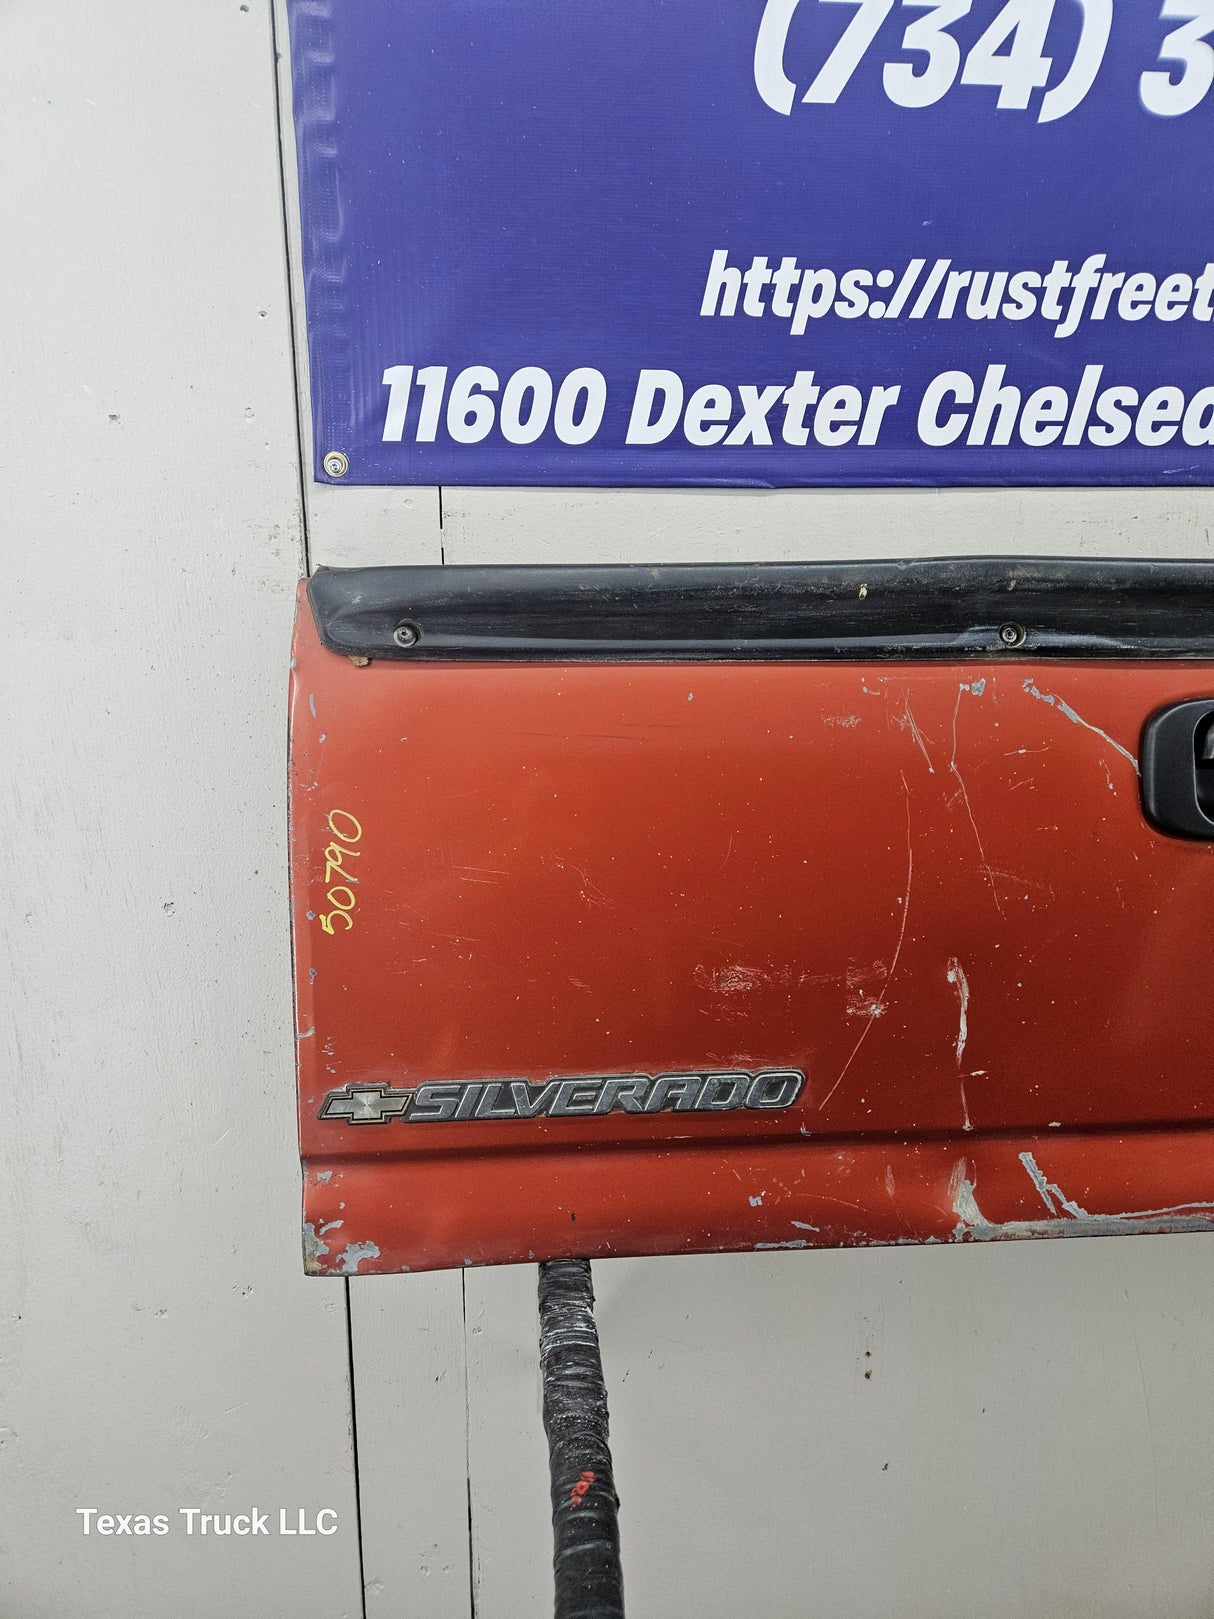 (734) 3
https://rustfreet
11600 Dexter Chelsea
50790
SILVERADO
Texas Truck LLC